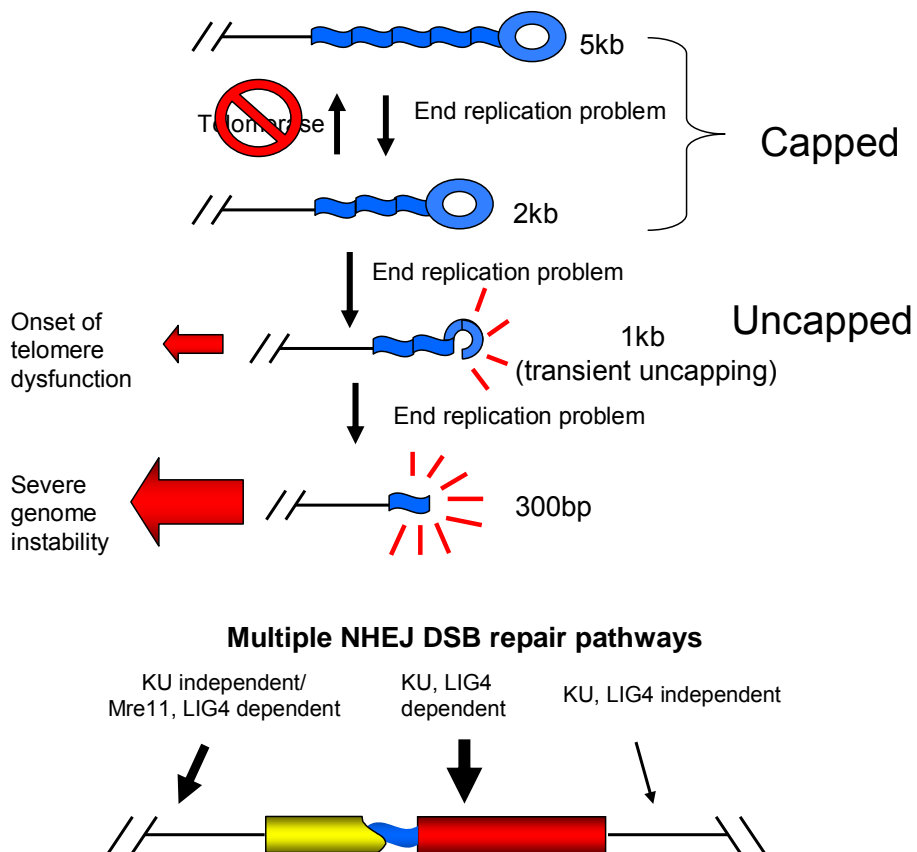 5kb
Telomerase
End replication problem
Capped
2kb
End replication problem
Onset of
telomere
dysfunction
1kb
(transient uncapping)
Uncapped
End replication problem
Severe
genome
instability
300bp
Multiple NHEJ DSB repair pathways
KU independent/
Mre11, LIG4 dependent
KU, LIG4
dependent
KU, LIG4 independent